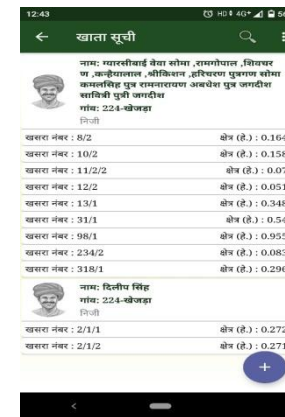 12:43 HD 4G+ 56
खाता सूची
नाम: ग्यारसीबाई बेवा सोमा ,रामगोपाल ,शिवचर
ण ,कन्हैयालाल ,श्रीकिशन ,हरिचरण पुत्रगण सोमा
कमलसिह पुत्र रामनारायण अबधेश पुत्र जगदीश
सावित्री पुत्री जगदीश
गांव: 224-खेजड़ा
निजी
खसरा नंबर : 8/2 क्षेत्र (हे.) : 0.164
खसरा नंबर : 10/2 क्षेत्र (हे.) : 0.158
खसरा नंबर : 11/2/2 क्षेत्र (हे.) : 0.07
खसरा नंबर : 12/2 क्षेत्र (हे.) : 0.051
खसरा नंबर : 13/1 क्षेत्र (हे.) : 0.348
खसरा नंबर : 31/1 क्षेत्र (हे.) : 0.54
खसरा नंबर : 98/1 क्षेत्र (हे.) : 0.955
खसरा नंबर : 234/2 क्षेत्र (हे.) : 0.083
खसरा नंबर : 318/1 क्षेत्र (हे.) : 0.296
नाम: दिलीप सिंह
गांव: 224-खेजड़ा
निजी
खसरा नंबर : 2/1/1 क्षेत्र (हे.) : 0.272
खसरा नंबर : 2/1/2 क्षेत्र (हे.) : 0.271